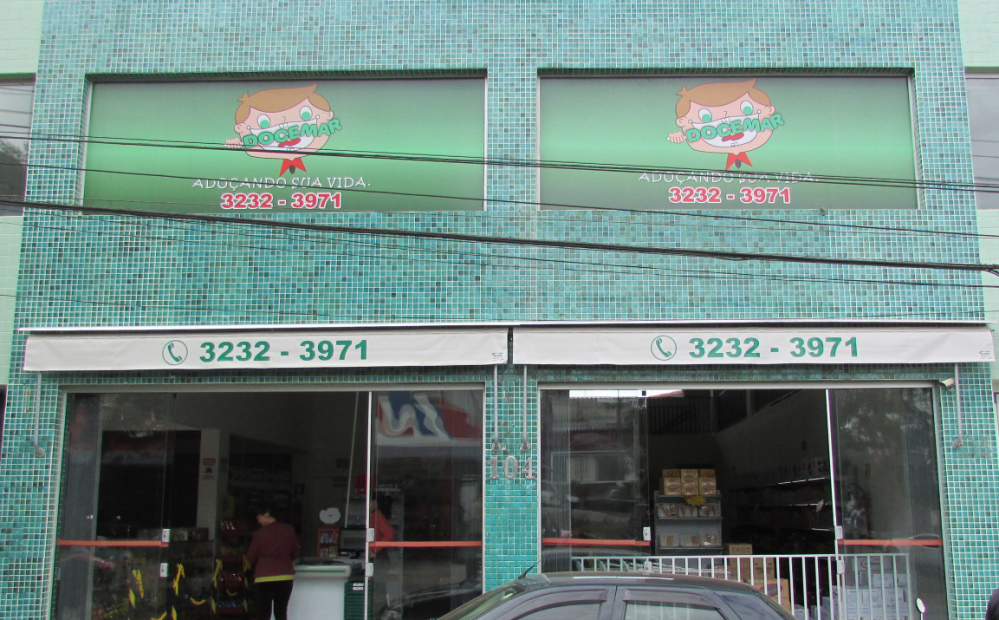 DOCEMAR
ADOÇANDO SUA VIDA.
3232 - 3971
DOCEMAR
ADOÇANDO SUA VIDA.
3232 - 3971
3232 - 3971
3232 - 3971
104